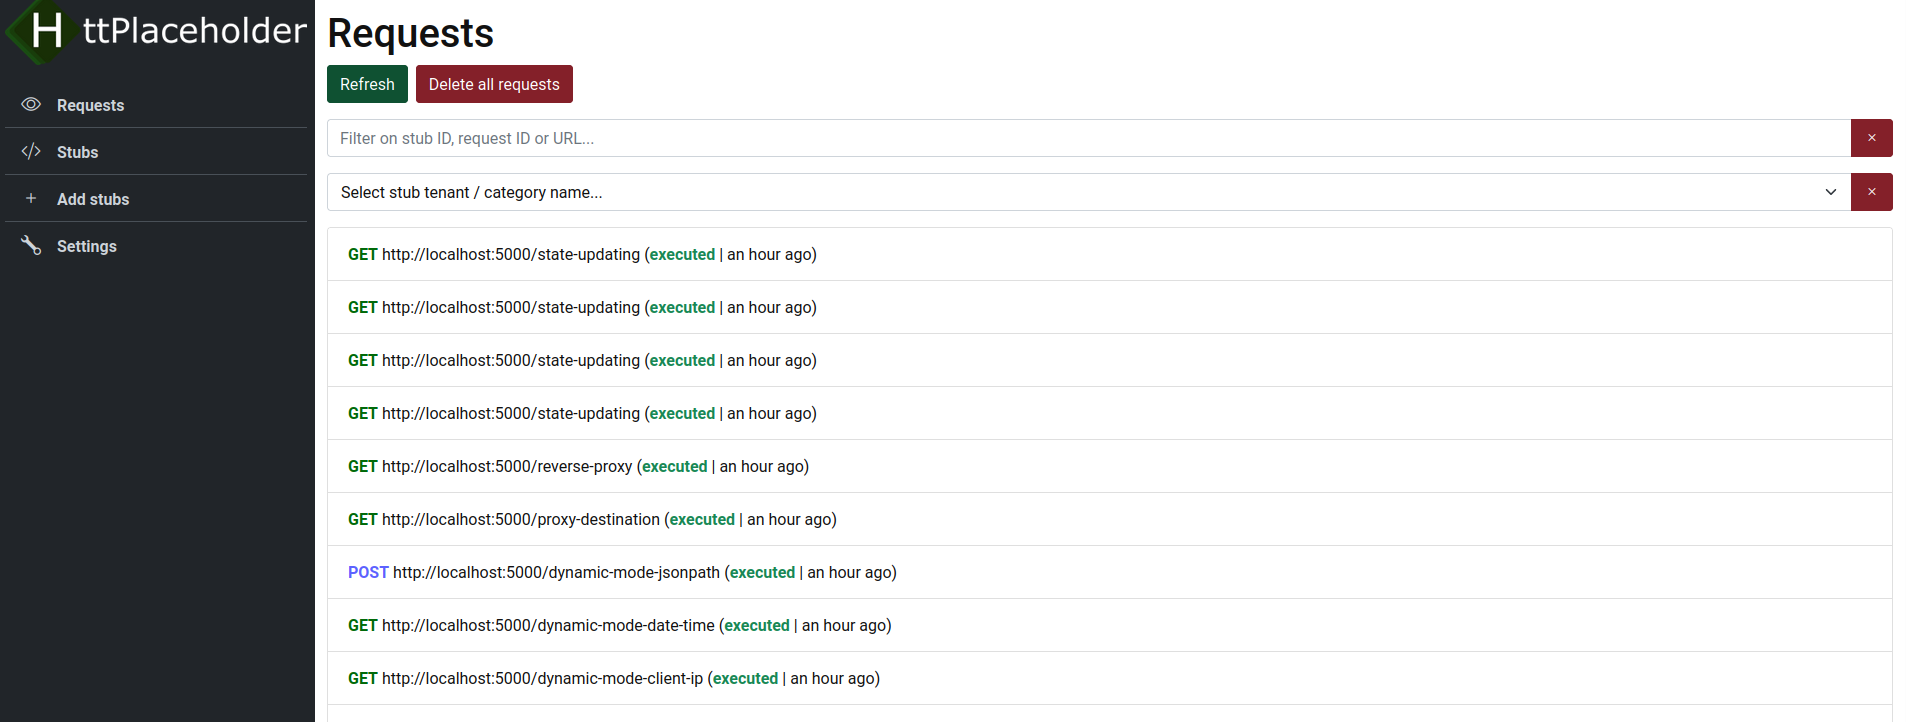 HttPlaceholder
Requests
Stubs
Add stubs
Settings
Requests
Refresh
Delete all requests
Filter on stub ID, request ID or URL...
×
Select stub tenant / category name...
×
GET http://localhost:5000/state-updating (executed | an hour ago)
GET http://localhost:5000/state-updating (executed | an hour ago)
GET http://localhost:5000/state-updating (executed | an hour ago)
GET http://localhost:5000/state-updating (executed | an hour ago)
GET http://localhost:5000/reverse-proxy (executed | an hour ago)
GET http://localhost:5000/proxy-destination (executed | an hour ago)
POST http://localhost:5000/dynamic-mode-jsonpath (executed | an hour ago)
GET http://localhost:5000/dynamic-mode-date-time (executed | an hour ago)
GET http://localhost:5000/dynamic-mode-client-ip (executed | an hour ago)